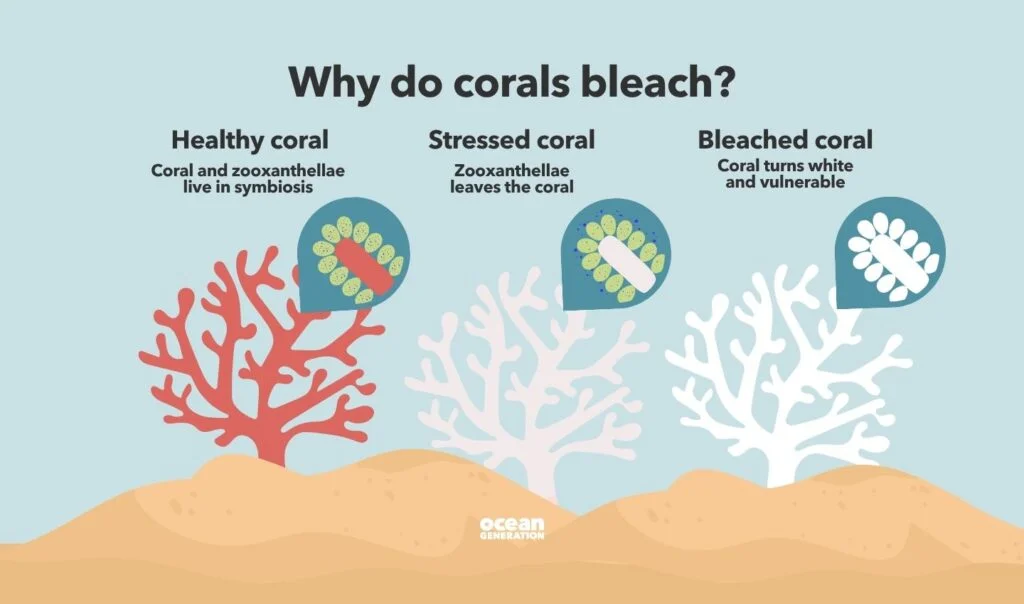 Why do corals bleach?
Healthy coral
Coral and zooxanthellae
live in symbiosis
Stressed coral
Zooxanthellae
leaves the coral
Bleached coral
Coral turns white
and vulnerable
ocean
GENERATION